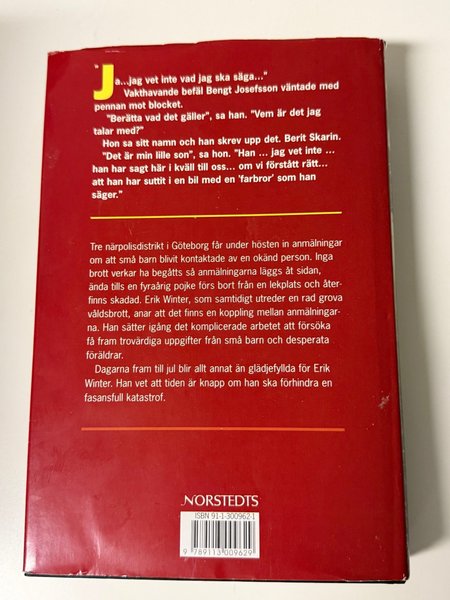 "Ja...jag vet inte vad jag ska säga..."
Vakthavande befäl Bengt Josefsson väntade med
pennan mot blocket.
"Berätta vad det gäller", sa han. "Vem är det jag
talar med?"
Hon sa sitt namn och han skrev upp det. Berit Skarin.
"Det är min lille son", sa hon. "Han ... jag vet inte ...
han har sagt här i kväll till oss... om vi förstått rätt...
att han har suttit i en bil med en 'farbror' som han
säger."
Tre närpolisdistrikt i Göteborg får under hösten in anmälningar
om att små barn blivit kontaktade av en okänd person. Inga
brott verkar ha begåtts så anmälningarna läggs åt sidan,
ända tills en fyraårig pojke förs bort från en lekplats och åter-
finns skadad. Erik Winter, som samtidigt utreder en rad grova
våldsbrott, anar att det finns en koppling mellan anmälningar-
na. Han sätter igång det komplicerade arbetet att försöka
få fram trovärdiga uppgifter från små barn och desperata
föräldrar.
Dagarna fram till jul blir allt annat än glädjefyllda för Erik
Winter. Han vet att tiden är knapp om han ska förhindra en
fasansfull katastrof.
NORSTEDTS
ISBN 91-1-300962-1
9 789113 009629